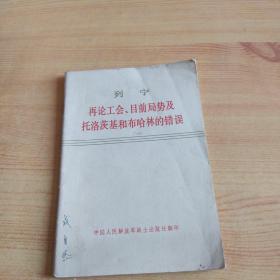 列宁
再论工会、目前局势及
托洛茨基和布哈林的错误
中国人民解放军战士出版社翻印